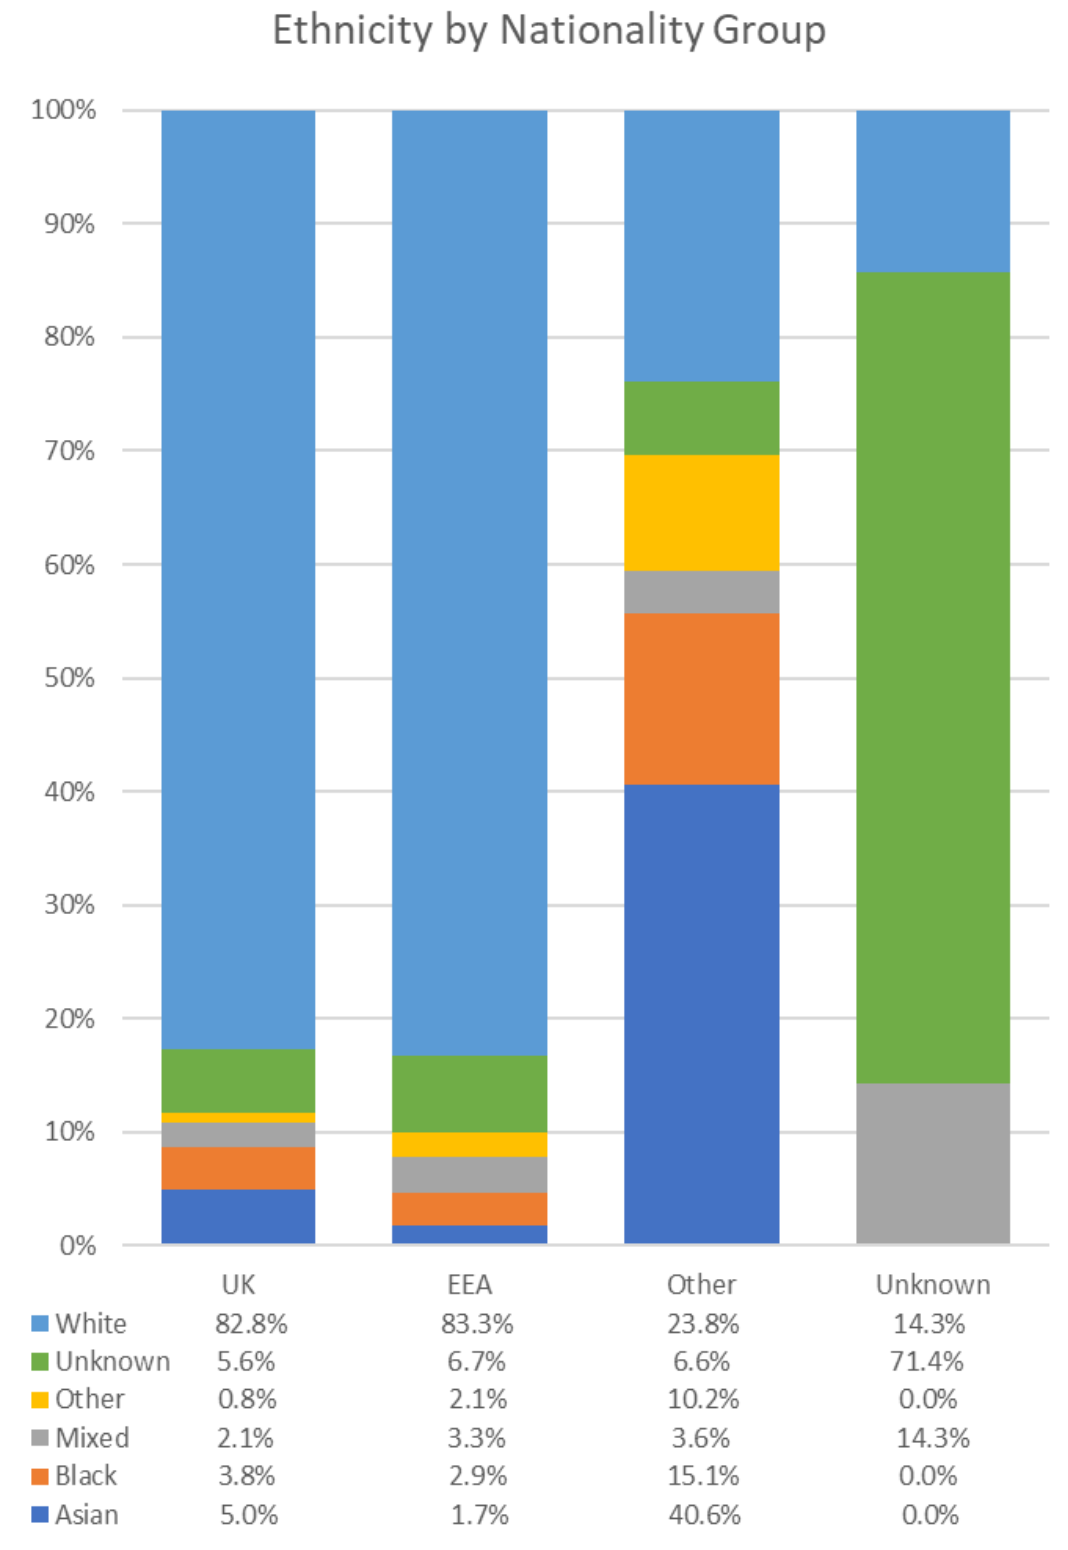 Ethnicity by Nationality Group
100%
90%
80%
70%
60%
50%
40%
30%
20%
10%
0%
UK EEA Other Unknown
White 82.8% 83.3% 23.8% 14.3%
Unknown 5.6% 6.7% 6.6% 71.4%
Other 0.8% 2.1% 10.2% 0.0%
Mixed 2.1% 3.3% 3.6% 14.3%
Black 3.8% 2.9% 15.1% 0.0%
Asian 5.0% 1.7% 40.6% 0.0%